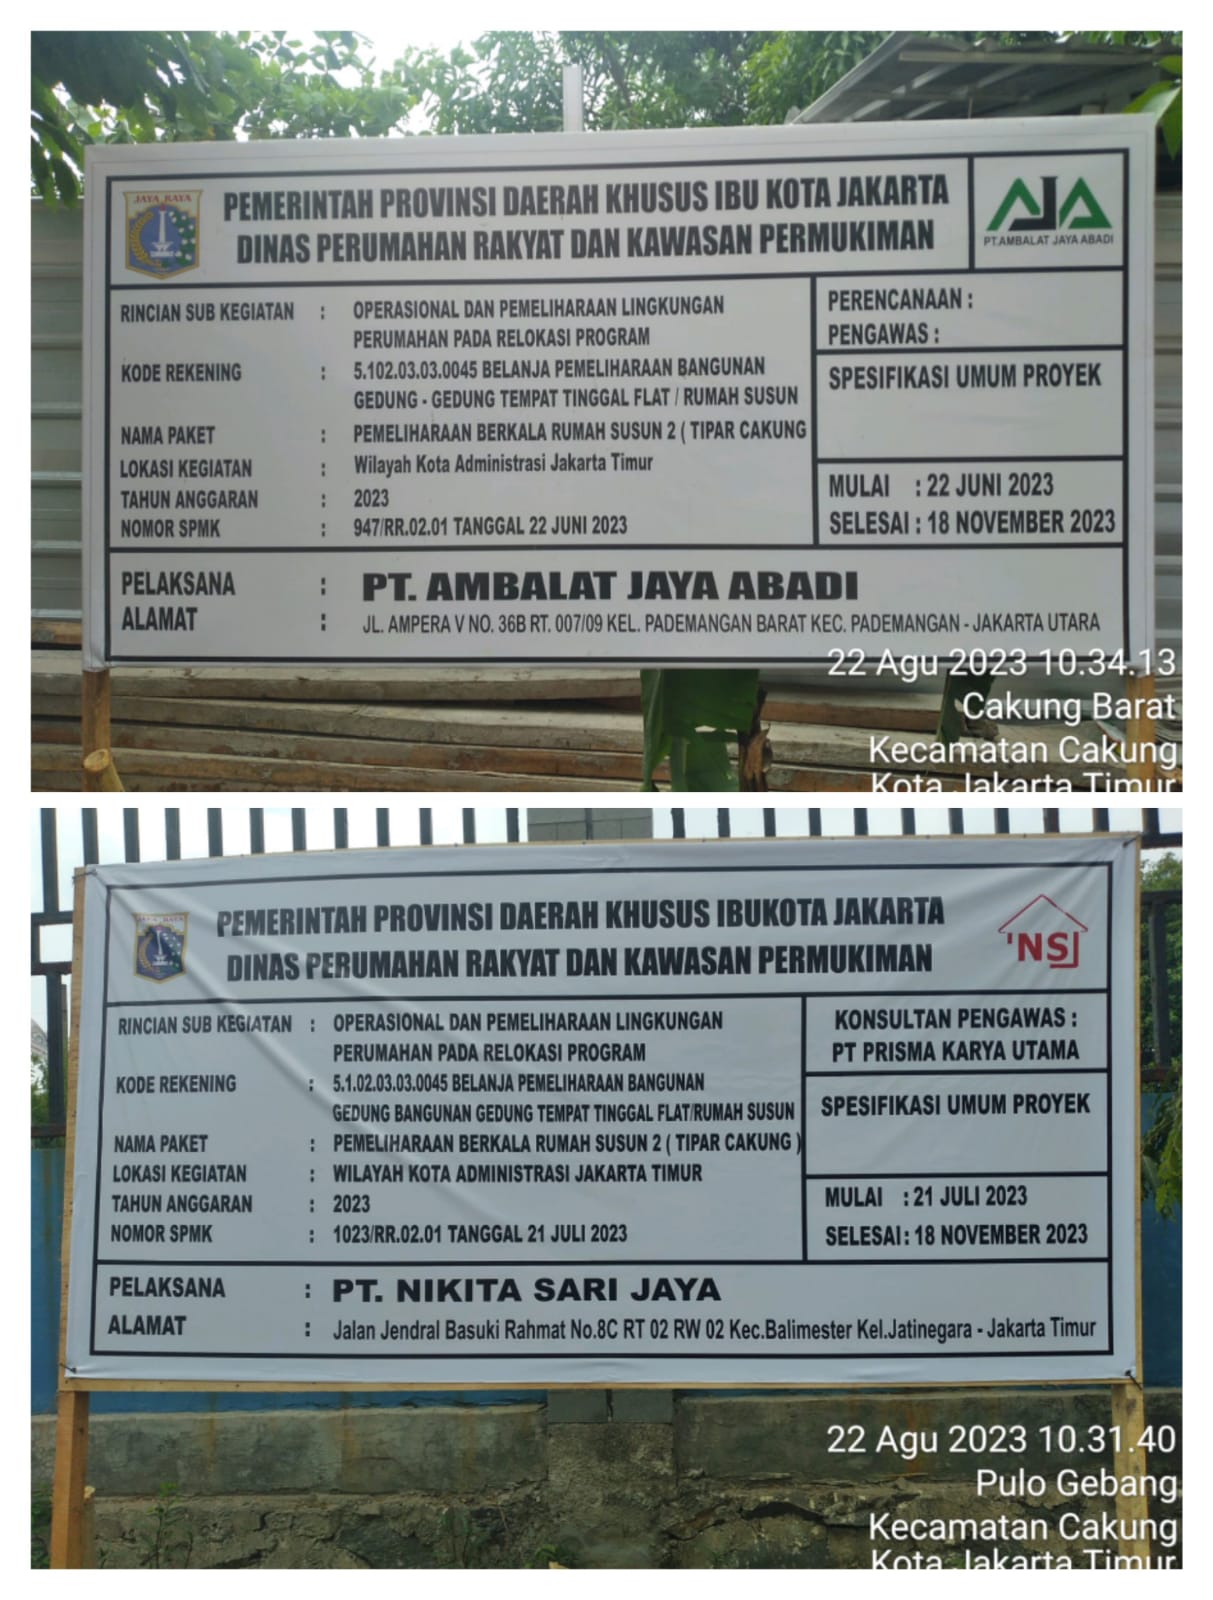 JAYA RAYA
PEMERINTAH PROVINSI DAERAH KHUSUS IBU KOTA JAKARTA
DINAS PERUMAHAN RAKYAT DAN KAWASAN PERMUKIMAN
AJA
PT.AMBALAT JAYA ABADI
RINCIAN SUB KEGIATAN : OPERASIONAL DAN PEMELIHARAAN LINGKUNGAN
PERUMAHAN PADA RELOKASI PROGRAM
KODE REKENING : 5.102.03.03.0045 BELANJA PEMELIHARAAN BANGUNAN
GEDUNG - GEDUNG TEMPAT TINGGAL FLAT / RUMAH SUSUN
NAMA PAKET : PEMELIHARAAN BERKALA RUMAH SUSUN 2 ( TIPAR CAKUNG
LOKASI KEGIATAN : Wilayah Kota Administrasi Jakarta Timur
TAHUN ANGGARAN : 2023
NOMOR SPMK : 947/RR.02.01 TANGGAL 22 JUNI 2023
PERENCANAAN :
PENGAWAS :
SPESIFIKASI UMUM PROYEK
MULAI : 22 JUNI 2023
SELESAI : 18 NOVEMBER 2023
PELAKSANA : PT. AMBALAT JAYA ABADI
ALAMAT : JL. AMPERA V NO. 36B RT. 007/09 KEL. PADEMANGAN BARAT KEC. PADEMANGAN - JAKARTA UTARA
22 Agu 2023 10.34.13
Cakung Barat
Kecamatan Cakung
Kota Jakarta Timur
JAYA RAYA
PEMERINTAH PROVINSI DAERAH KHUSUS IBUKOTA JAKARTA
DINAS PERUMAHAN RAKYAT DAN KAWASAN PERMUKIMAN
NSJ
RINCIAN SUB KEGIATAN : OPERASIONAL DAN PEMELIHARAAN LINGKUNGAN
PERUMAHAN PADA RELOKASI PROGRAM
KODE REKENING : 5.1.02.03.03.0045 BELANJA PEMELIHARAAN BANGUNAN
GEDUNG BANGUNAN GEDUNG TEMPAT TINGGAL FLAT/RUMAH SUSUN
NAMA PAKET : PEMELIHARAAN BERKALA RUMAH SUSUN 2 ( TIPAR CAKUNG )
LOKASI KEGIATAN : WILAYAH KOTA ADMINISTRASI JAKARTA TIMUR
TAHUN ANGGARAN : 2023
NOMOR SPMK : 1023/RR.02.01 TANGGAL 21 JULI 2023
KONSULTAN PENGAWAS :
PT PRISMA KARYA UTAMA
SPESIFIKASI UMUM PROYEK
MULAI : 21 JULI 2023
SELESAI : 18 NOVEMBER 2023
PELAKSANA : PT. NIKITA SARI JAYA
ALAMAT : Jalan Jendral Basuki Rahmat No.8C RT 02 RW 02 Kec.Balimester Kel.Jatinegara - Jakarta Timur
22 Agu 2023 10.31.40
Pulo Gebang
Kecamatan Cakung
Kota Jakarta Timur